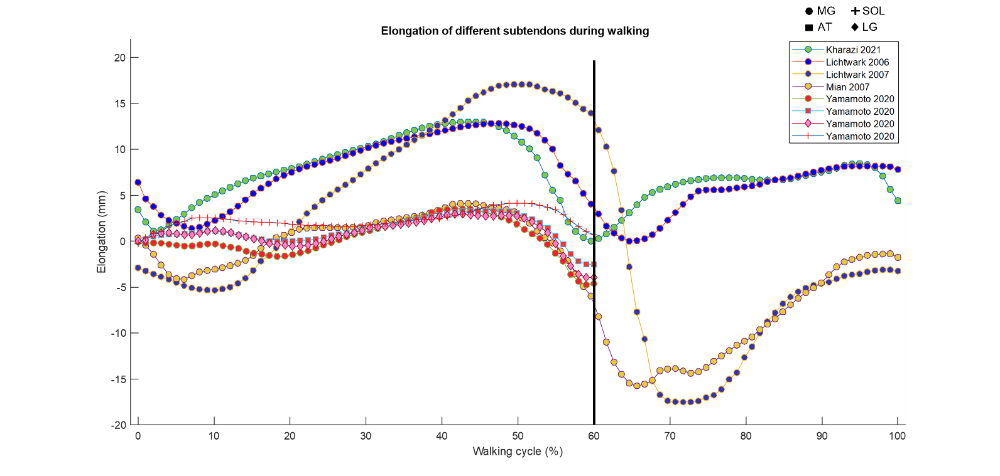 MG SOL
AT LG
Elongation of different subtendons during walking
Kharazi 2021
Lichtwark 2006
Lichtwark 2007
Mian 2007
Yamamoto 2020
Yamamoto 2020
Yamamoto 2020
Yamamoto 2020
20
15
10
5
0
-5
-10
-15
-20
Elongation (mm)
0 10 20 30 40 50 60 70 80 90 100
Walking cycle (%)